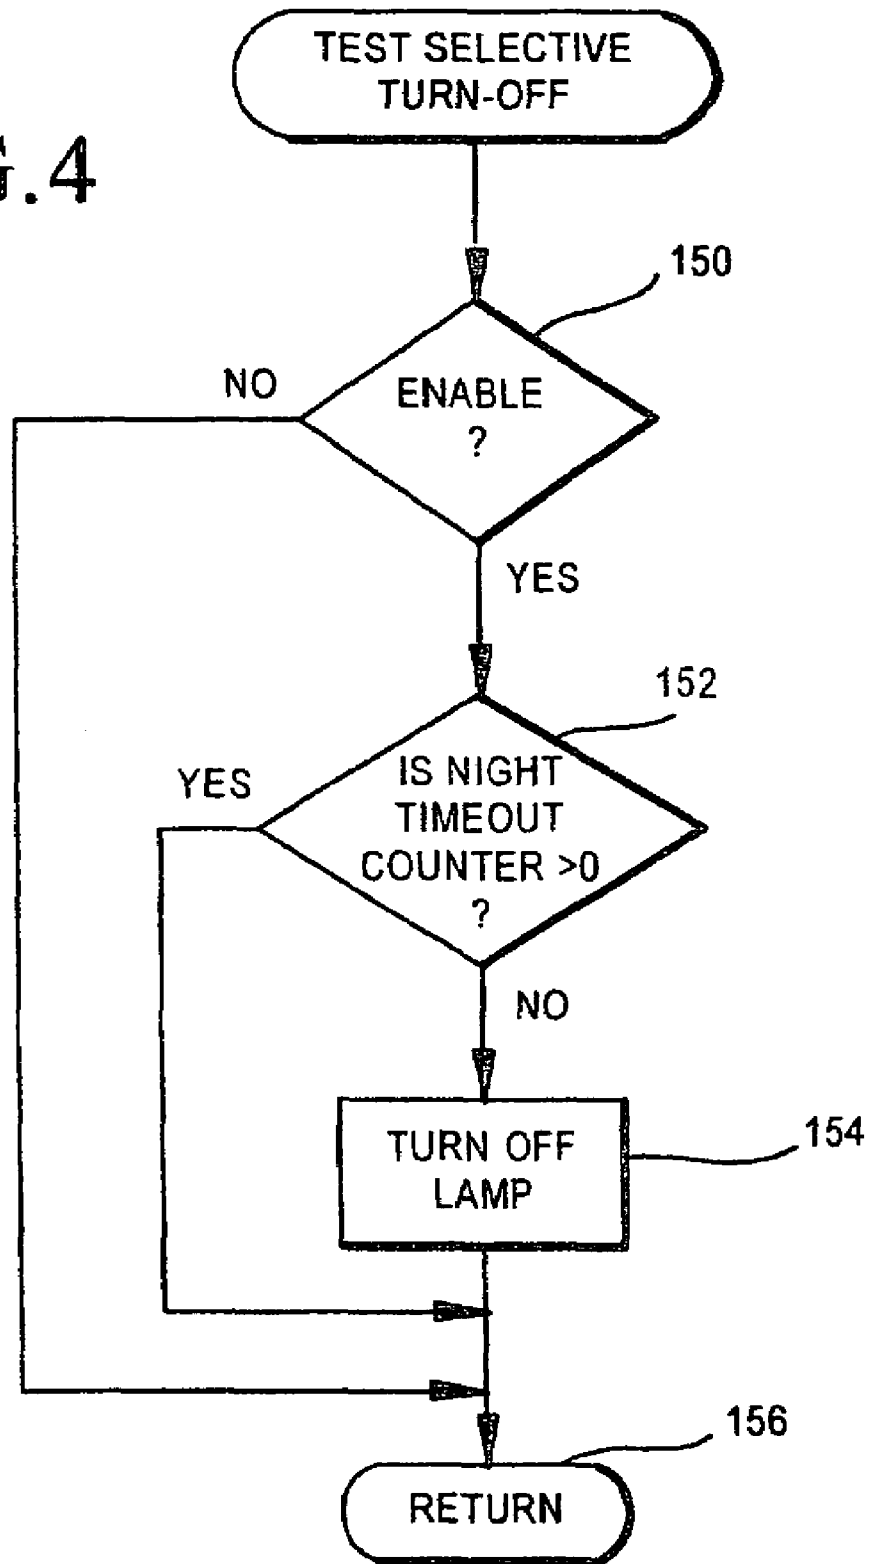 TEST SELECTIVE
TURN-OFF
.4
150
NO
ENABLE
?
YES
152
YES
IS NIGHT
TIMEOUT
COUNTER >0
?
NO
154
TURN OFF
LAMP
156
RETURN